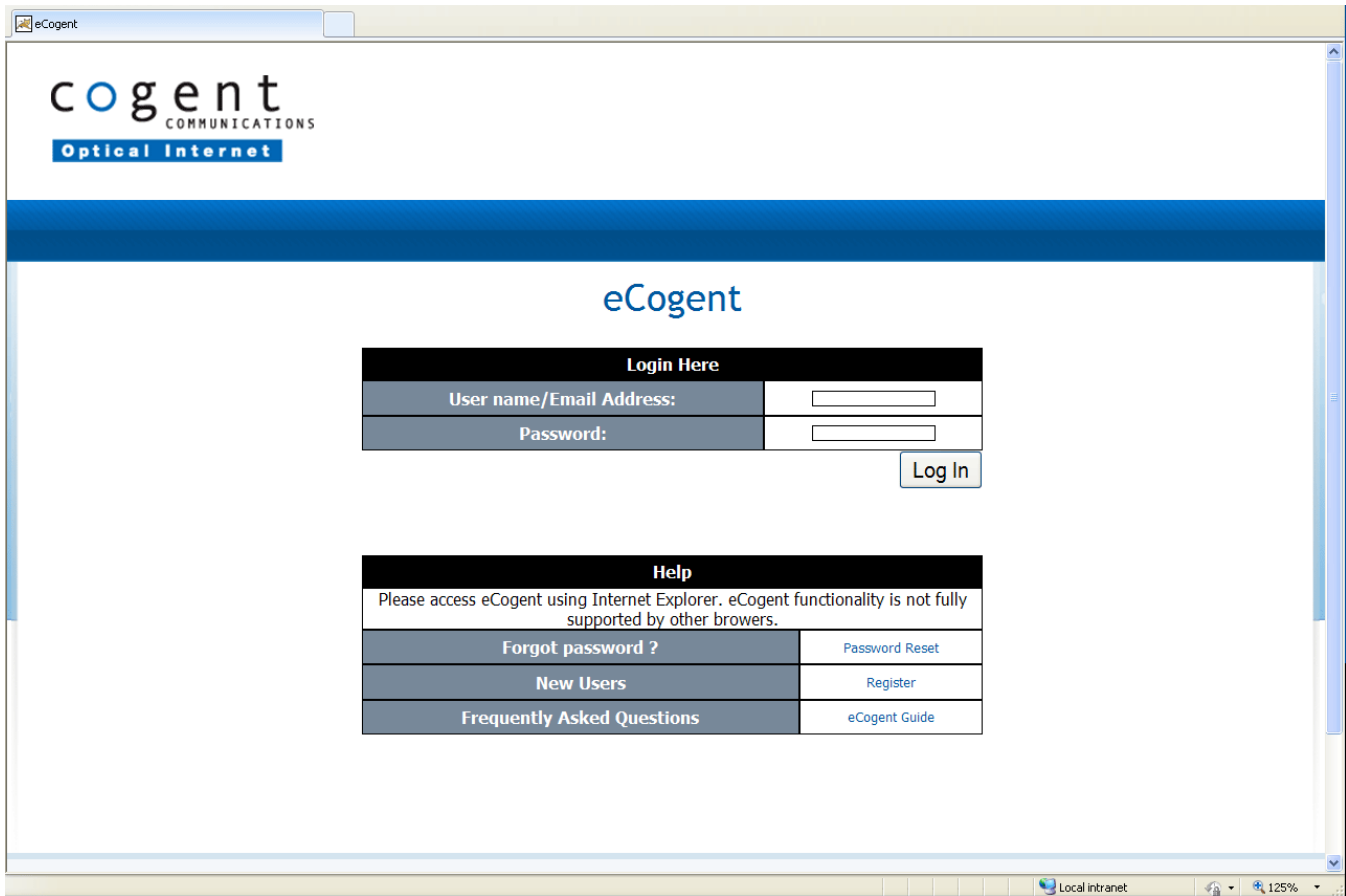 eCogent
cogent
COMMUNICATIONS
Optical Internet
eCogent
Login Here
User name/Email Address:
Password:
Log In
Help
Please access eCogent using Internet Explorer. eCogent functionality is not fully
supported by other browers.
Forgot password ? Password Reset
New Users Register
Frequently Asked Questions eCogent Guide
Local intranet 125%